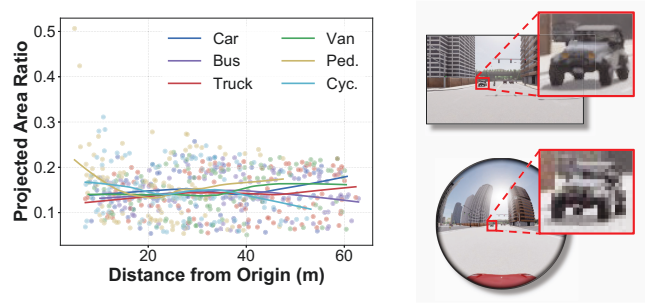 Projected Area Ratio
0.5
0.4
0.3
0.2
0.1
Car
Bus
Truck
Van
Ped.
Cyc.
20
40
60
Distance from Origin (m)